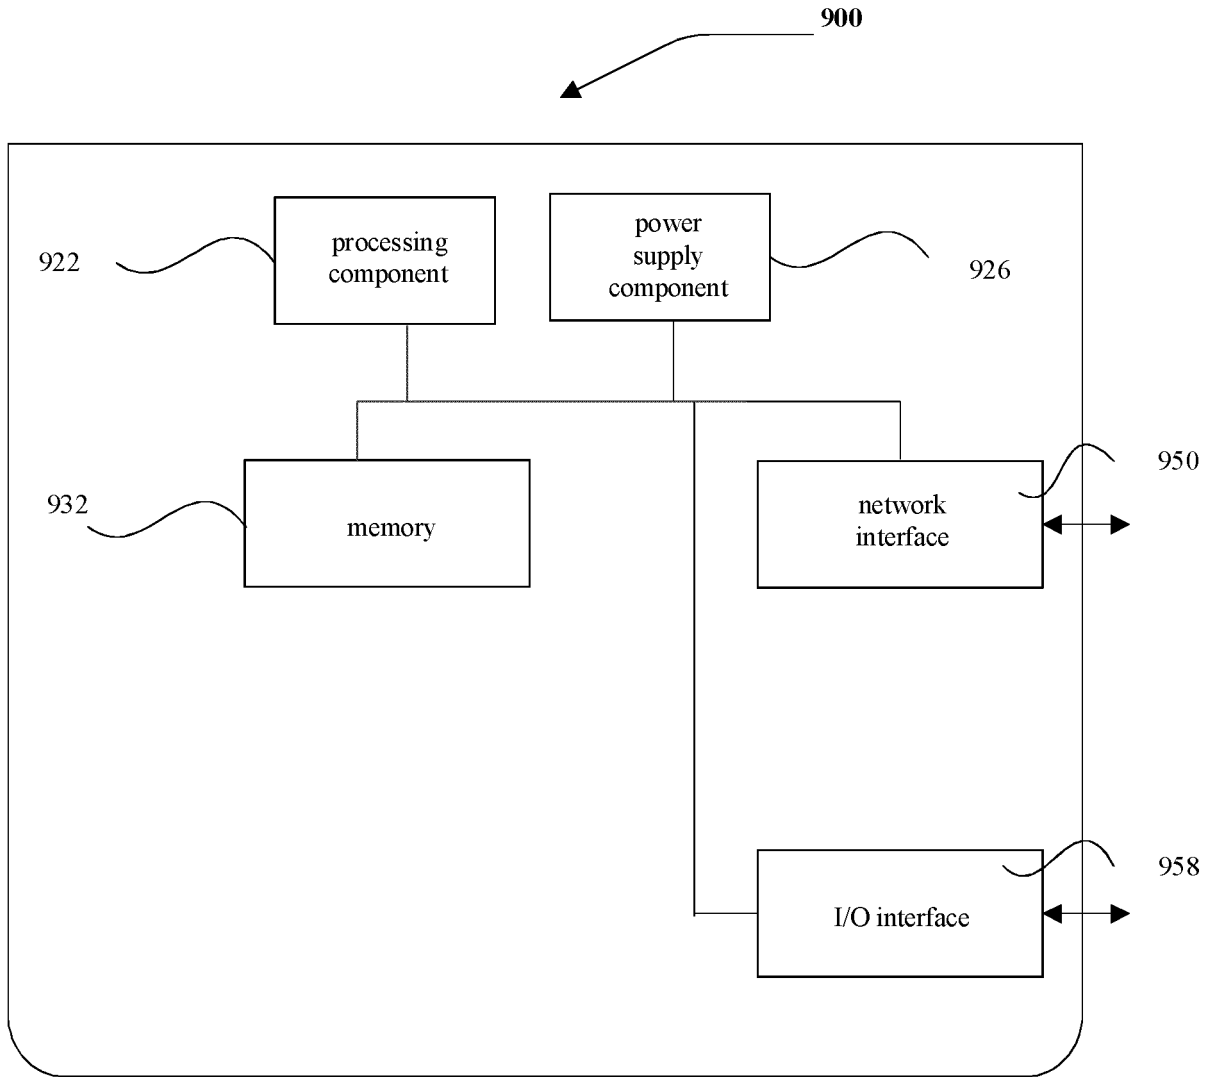 900
922
processing
component
power
supply
component
926
932
memory
network
interface
950
I/O interface
958